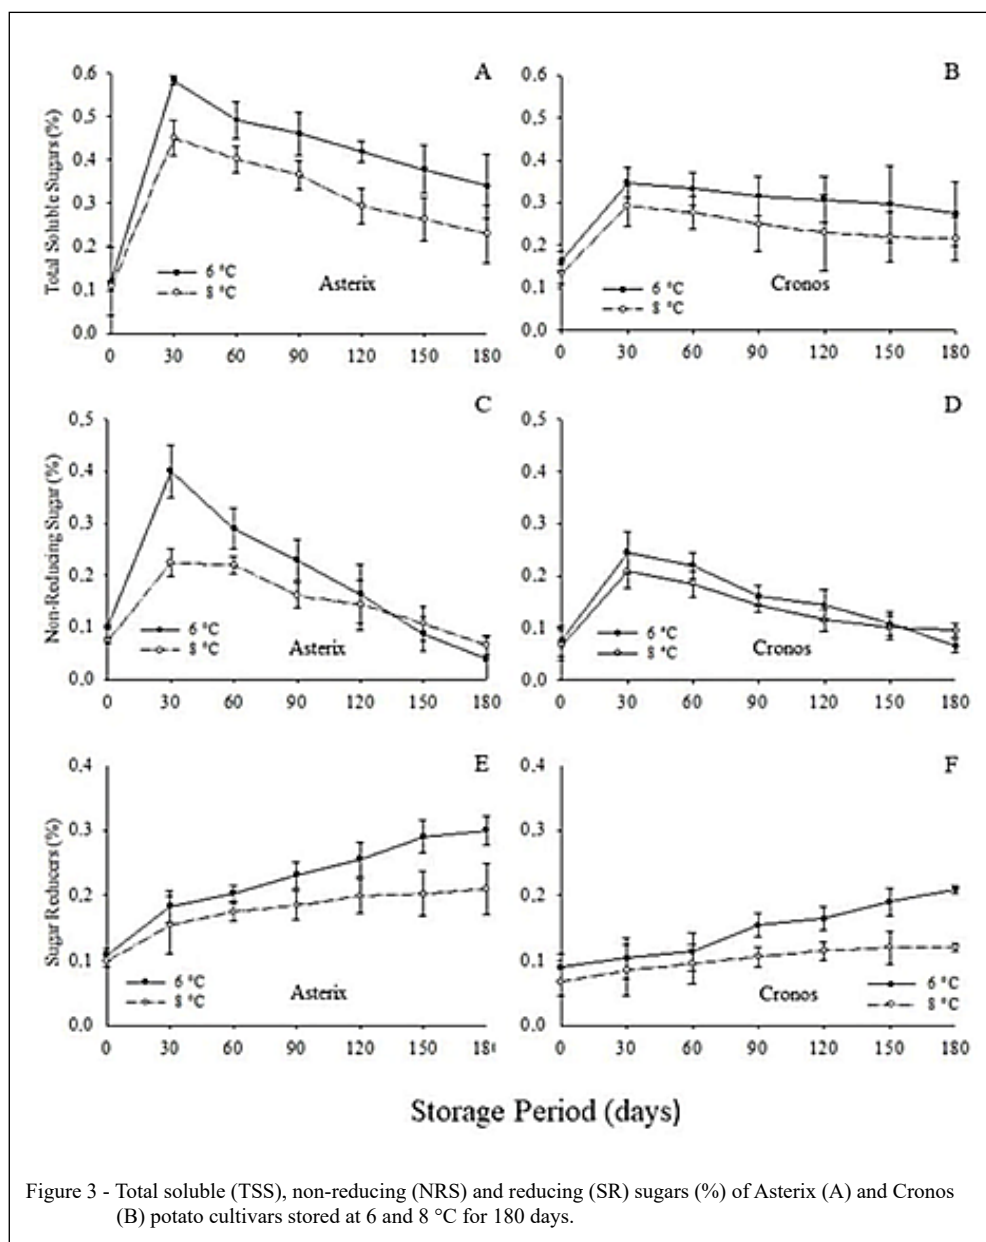 A
B
Total Soluble Sugars (%)
0.6
0.5
0.4
0.3
0.2
0.1
0.0
6 °C
8 °C
Asterix
0 30 60 90 120 150 180
0.6
0.5
0.4
0.3
0.2
0.1
0.0
6 °C
8 °C
Cronos
0 30 60 90 120 150 180
C
D
Non-Reducing Sugar (%)
0.5
0.4
0.3
0.2
0.1
0.0
6 °C
8 °C
Asterix
0 30 60 90 120 150 180
0.5
0.4
0.3
0.2
0.1
0.0
6 °C
8 °C
Cronos
0 30 60 90 120 150 180
E
F
Sugar Reducers (%)
0.4
0.3
0.2
0.1
0.0
6 °C
8 °C
Asterix
0 30 60 90 120 150
0.4
0.3
0.2
0.1
0.0
6 °C
8 °C
Cronos
0 30 60 90 120 150 180
Storage Period (days)
Figure 3 - Total soluble (TSS), non-reducing (NRS) and reducing (SR) sugars (%) of Asterix (A) and Cronos
(B) potato cultivars stored at 6 and 8 °C for 180 days.